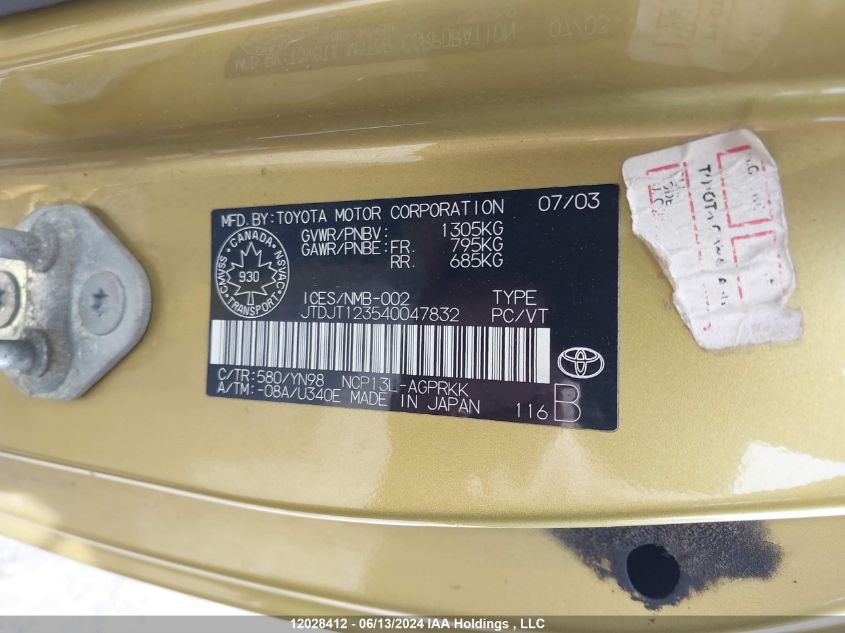 MFD.BY:TOYOTA MOTOR CORPORATION 07/03
GVWR/PNBV: 1305KG
GAWR/PNBE: FR. 795KG
RR. 685KG
CANADA
CMVSS
NSVAC
930
TRANSPORT
ICES/NMB-002 TYPE
JTDJT123540047832 PC/VT
C/TR:580/YN98 NCP13L-AGPRKK
A/TM:-08A/U340E MADE IN JAPAN 116 B
TOYOTA
12028412 - 06/13/2024 IAA Holdings , LLC